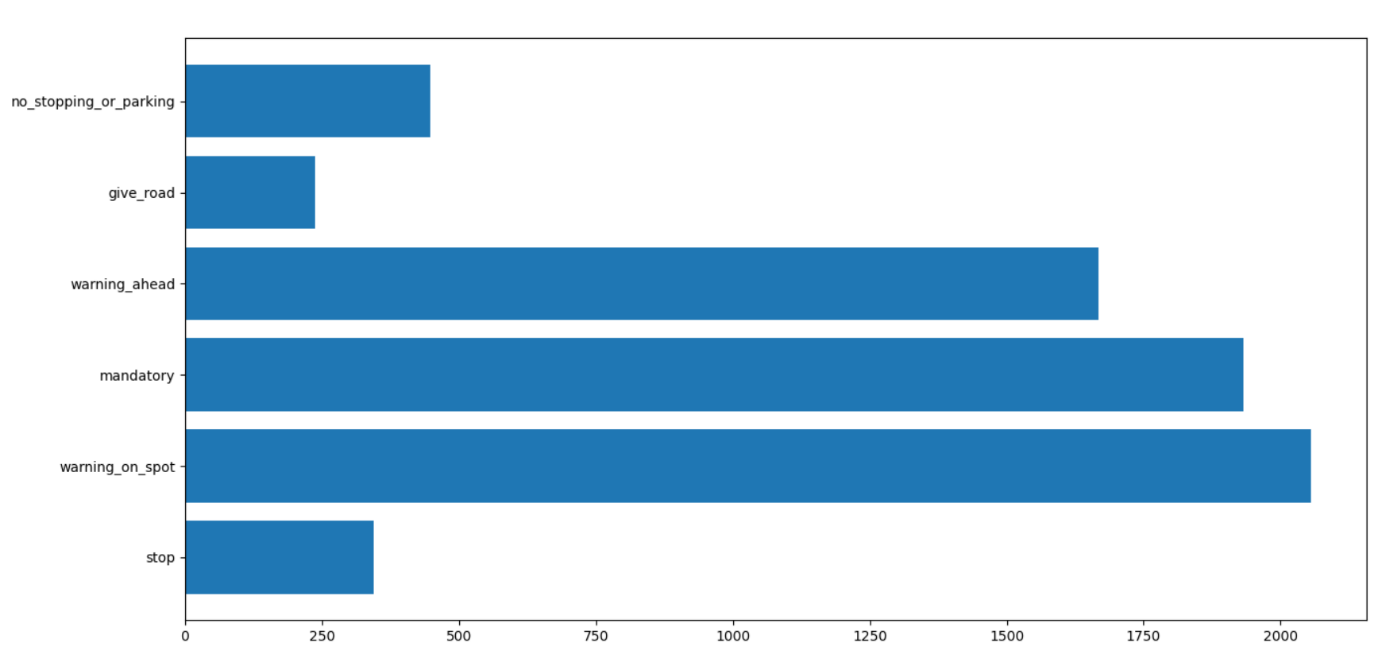 no_stopping_or_parking
give_road
warning_ahead
mandatory
warning_on_spot
stop
0 250 500 750 1000 1250 1500 1750 2000